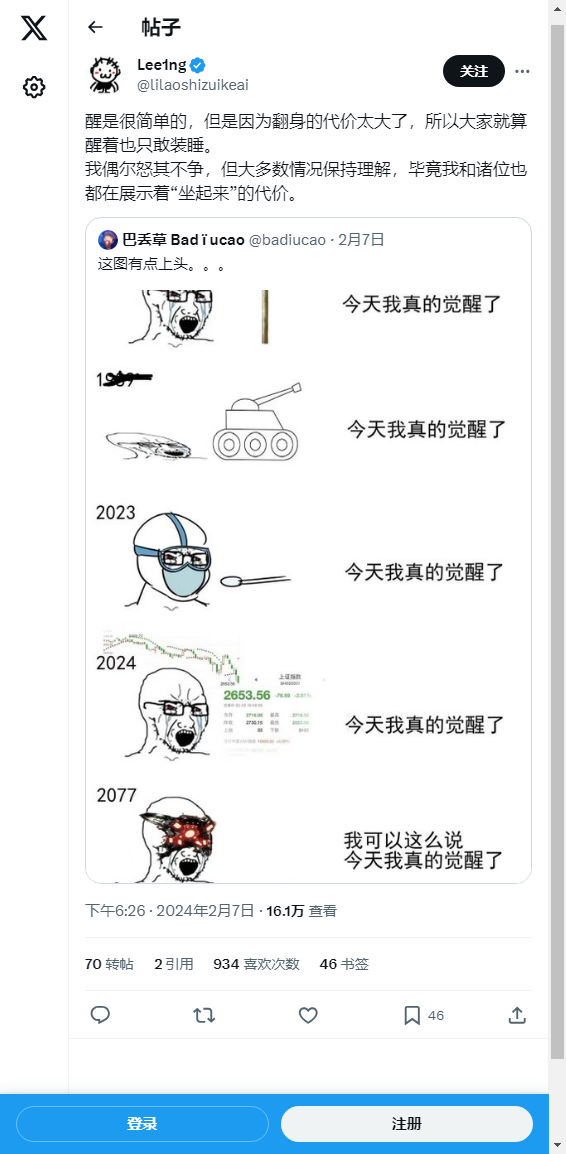 帖子
Lee1ng
@lilaoshizuikeai
关注
醒是很简单的，但是因为翻身的代价太大了，所以大家就算
醒着也只敢装睡。
我偶尔怒其不争，但大多数情况保持理解，毕竟我和诸位也
都在展示着“坐起来”的代价。
巴丢草 Bad ї ucao @badiucao · 2月7日
这图有点上头。。。
今天我真的觉醒了
今天我真的觉醒了
2023
今天我真的觉醒了
2024
上证指数
2653.56
今天我真的觉醒了
2077
我可以这么说
今天我真的觉醒了
下午6:26 · 2024年2月7日 · 16.1万 查看
70 转帖 2 引用 934 喜欢次数 46 书签
46
登录 注册